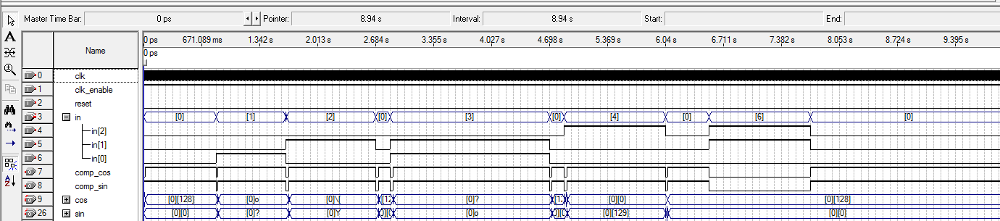 Master Time Bar: 0 ps Pointer: 8.94 s Interval: 8.94 s Start: End:
Name 0 ps 671.089 ms 1.342 s 2.013 s 2.684 s 3.355 s 4.027 s 4.698 s 5.369 s 6.04 s 6.711 s 7.382 s 8.053 s 8.724 s 9.395 s
0 ps
0 clk
1 clk_enable
2 reset
3 in [0] [1] [2] [0] [3] [0] [4] [0] [6] [0]
4 in[2]
5 in[1]
6 in[0]
7 comp_cos
8 comp_sin
9 cos [0][128] [0]o [0]\[ [0]? [0][0] [0][128]
26 sin [0][0] [0]? [0]Y [0]o [0][129] [0][0]